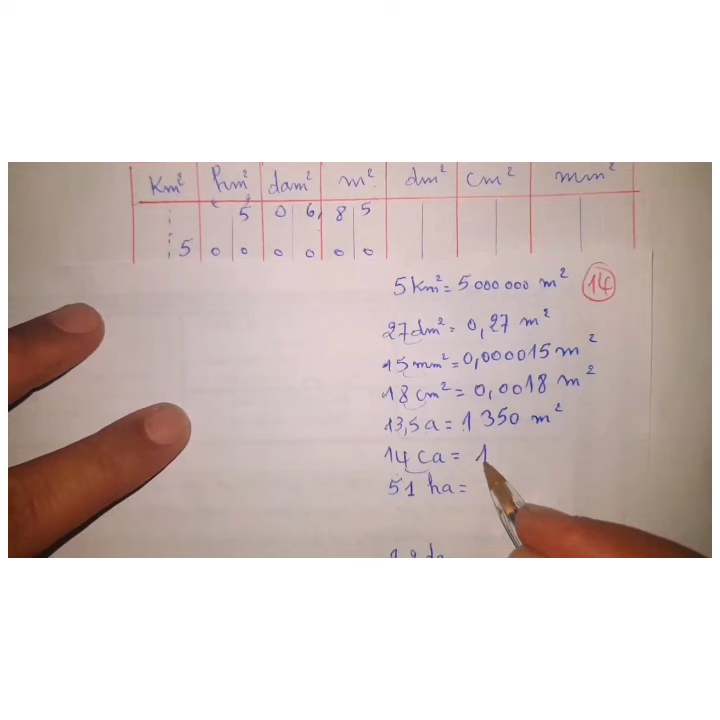 Km² hm² dam² m² dm² cm² mm²
5 0 6, 8 5
5 0 0 0 0 0 0
5 Km² = 5 000 000 m² 14
27 dm² = 0,27 m²
15 mm² = 0,000015 m²
18 cm² = 0,0018 m²
13,5 a = 1 350 m²
14 ca = 1
51 ha =